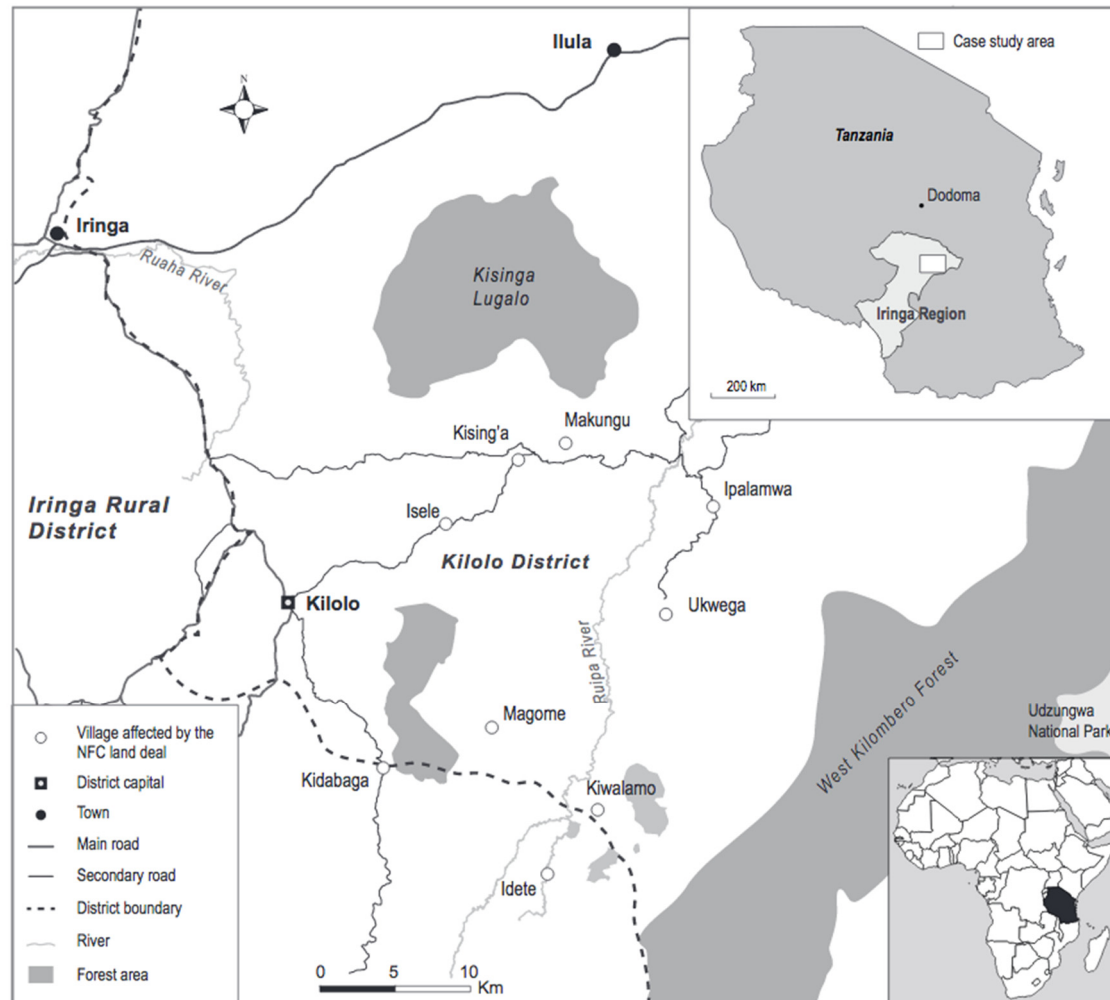 Ilula
N
Iringa
Ruaha River
Kisinga
Lugalo
Case study area
Tanzania
Dodoma
Iringa Region
200 km
Makungu
Kising'a
Isele
Ipalamwa
Iringa Rural
District
Kilolo District
Kilolo
Ukwega
Ruipa River
Magome
Kidabaga
Kiwalamo
Idete
West Kilombero Forest
Udzungwa
National Park
Village affected by the
NFC land deal
District capital
Town
Main road
Secondary road
District boundary
River
Forest area
0 5 10
Km